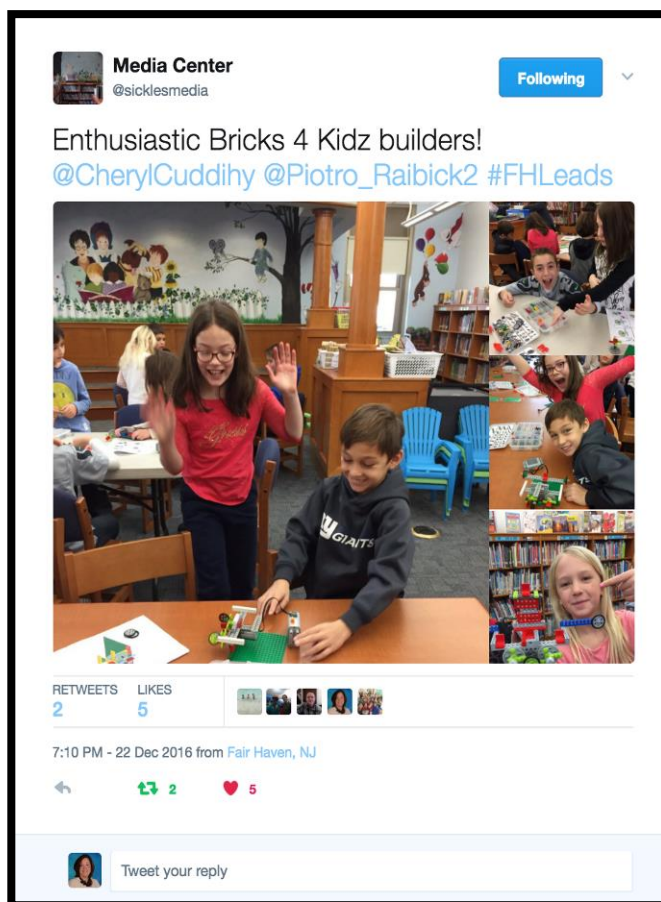 Media Center
@sicklesmedia
Following
Enthusiastic Bricks 4 Kidz builders!
@CherylCuddihy @Piotro_Raibick2 #FHLeads
NY GIANTS
RETWEETS LIKES
2 5
7:10 PM - 22 Dec 2016 from Fair Haven, NJ
2 5
Tweet your reply